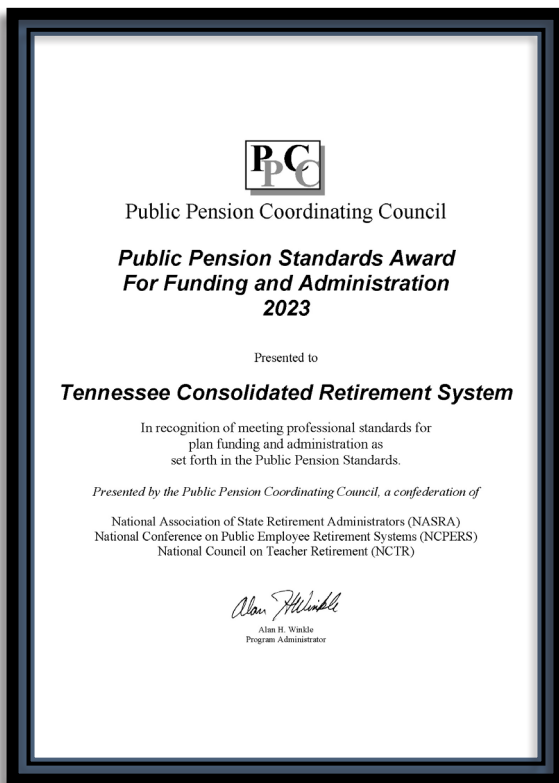 PPCC
Public Pension Coordinating Council
Public Pension Standards Award
For Funding and Administration
2023
Presented to
Tennessee Consolidated Retirement System
In recognition of meeting professional standards for
plan funding and administration as
set forth in the Public Pension Standards.
Presented by the Public Pension Coordinating Council, a confederation of
National Association of State Retirement Administrators (NASRA)
National Conference on Public Employee Retirement Systems (NCPERS)
National Council on Teacher Retirement (NCTR)
Alan H Winkle
Alan H. Winkle
Program Administrator